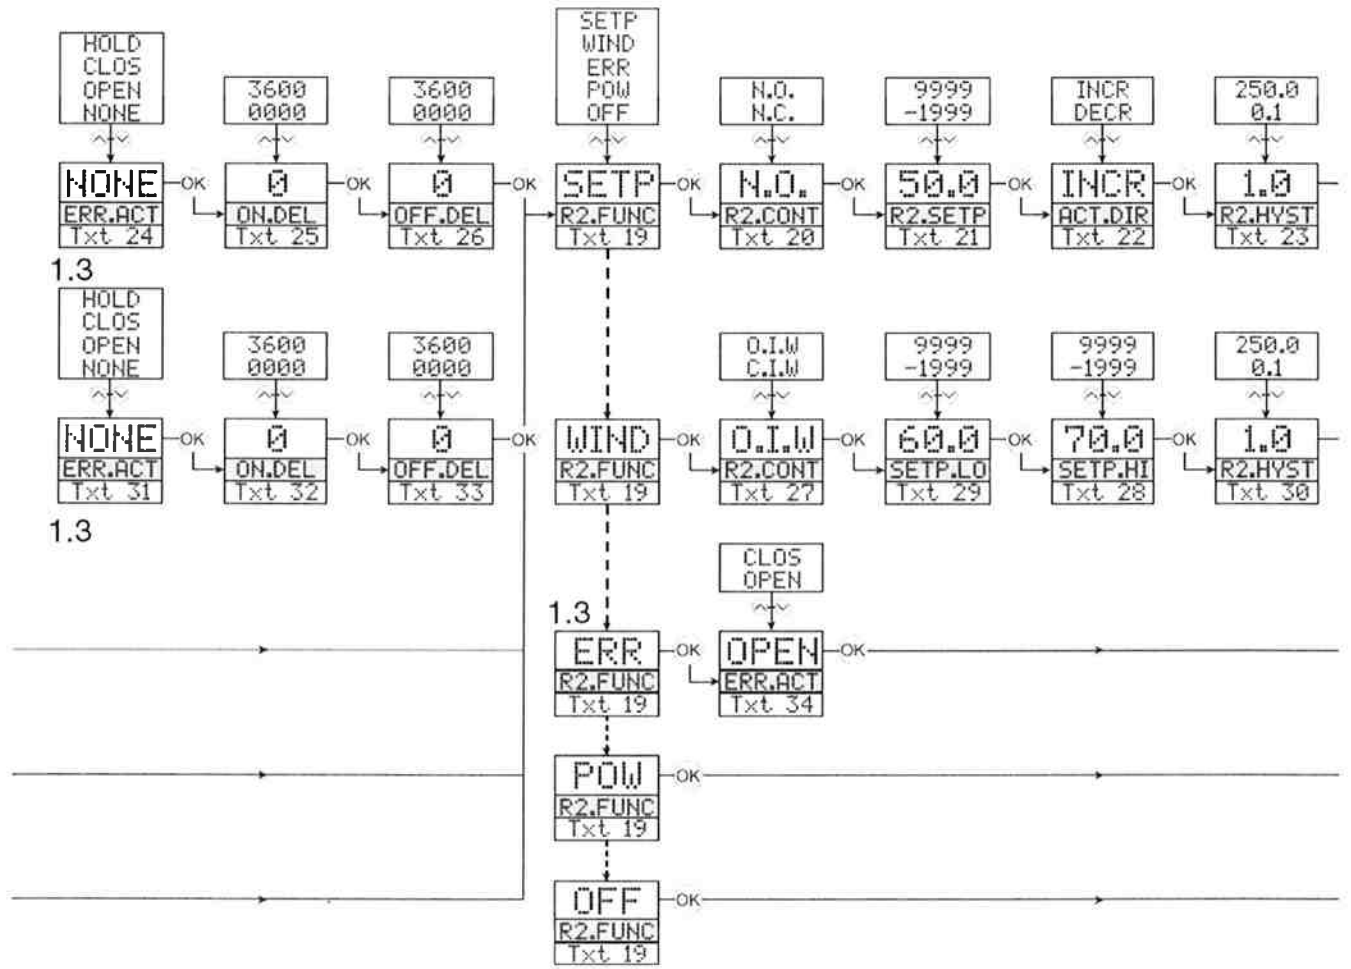 HOLD
CLOS
OPEN
NONE
3600
0000
3600
0000
SETP
WIND
ERR
POW
OFF
N.O.
N.C.
9999
-1999
INCR
DECR
250.0
0.1
NONE
OK
0
OK
0
OK
SETP
OK
N.O.
OK
50.0
OK
INCR
OK
1.0
ERR.ACT
ON.DEL
OFF.DEL
R2.FUNC
R2.CONT
R2.SETP
ACT.DIR
R2.HYST
Txt 24
Txt 25
Txt 26
Txt 19
Txt 20
Txt 21
Txt 22
Txt 23
1.3
HOLD
CLOS
OPEN
NONE
3600
0000
3600
0000
O.I.W
C.I.W
9999
-1999
9999
-1999
250.0
0.1
NONE
OK
0
OK
0
OK
WIND
OK
O.I.W
OK
60.0
OK
70.0
OK
1.0
ERR.ACT
ON.DEL
OFF.DEL
R2.FUNC
R2.CONT
SETP.LO
SETP.HI
R2.HYST
Txt 31
Txt 32
Txt 33
Txt 19
Txt 27
Txt 29
Txt 28
Txt 30
1.3
CLOS
OPEN
1.3
ERR
OK
OPEN
OK
R2.FUNC
ERR.ACT
Txt 19
Txt 34
POW
OK
R2.FUNC
Txt 19
OFF
OK
R2.FUNC
Txt 19